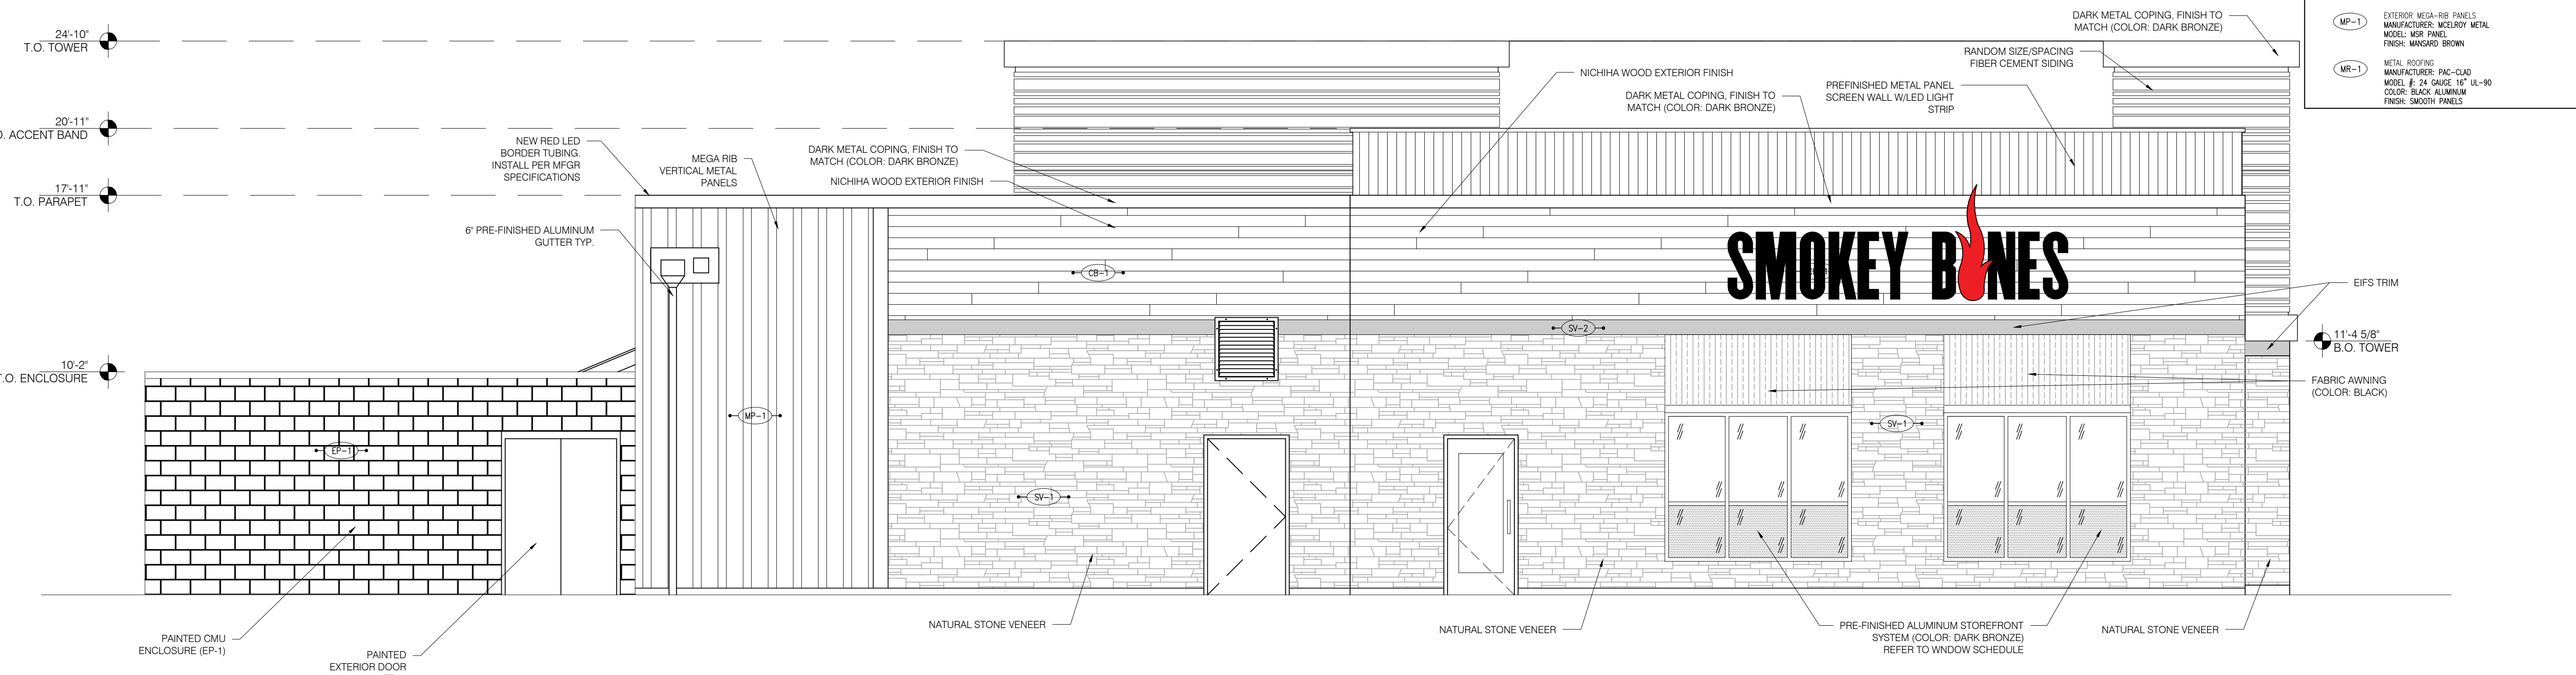 24'-10"
T.O. TOWER
20'-11"
ACCENT BAND
17'-11"
T.O. PARAPET
10'-2"
T.O. ENCLOSURE
NEW RED LED
BORDER TUBING.
INSTALL PER MFGR
SPECIFICATIONS
6" PRE-FINISHED ALUMINUM
GUTTER TYP.
MEGA RIB
VERTICAL METAL
PANELS
DARK METAL COPING, FINISH TO
MATCH (COLOR: DARK BRONZE)
NICHIHA WOOD EXTERIOR FINISH
NICHIHA WOOD EXTERIOR FINISH
DARK METAL COPING, FINISH TO
MATCH (COLOR: DARK BRONZE)
PREFINISHED METAL PANEL
SCREEN WALL W/LED LIGHT
STRIP
RANDOM SIZE/SPACING
FIBER CEMENT SIDING
DARK METAL COPING, FINISH TO
MATCH (COLOR: DARK BRONZE)
MP-1
EXTERIOR MEGA-RIB PANELS
MANUFACTURER: MCELROY METAL
MODEL: MSR PANEL
FINISH: MANSARD BROWN
MR-1
METAL ROOFING
MANUFACTURER: PAC-CLAD
MODEL #: 24 GAUGE 16" UL-90
COLOR: BLACK ALUMINUM
FINISH: SMOOTH PANELS
SMOKEY BONES
CB-1
SV-2
EIFS TRIM
11'-4 5/8"
B.O. TOWER
FABRIC AWNING
(COLOR: BLACK)
MP-1
SV-1
EP-1
SV-1
PAINTED CMU
ENCLOSURE (EP-1)
PAINTED
EXTERIOR DOOR
NATURAL STONE VENEER
NATURAL STONE VENEER
PRE-FINISHED ALUMINUM STOREFRONT
SYSTEM (COLOR: DARK BRONZE)
REFER TO WNDOW SCHEDULE
NATURAL STONE VENEER